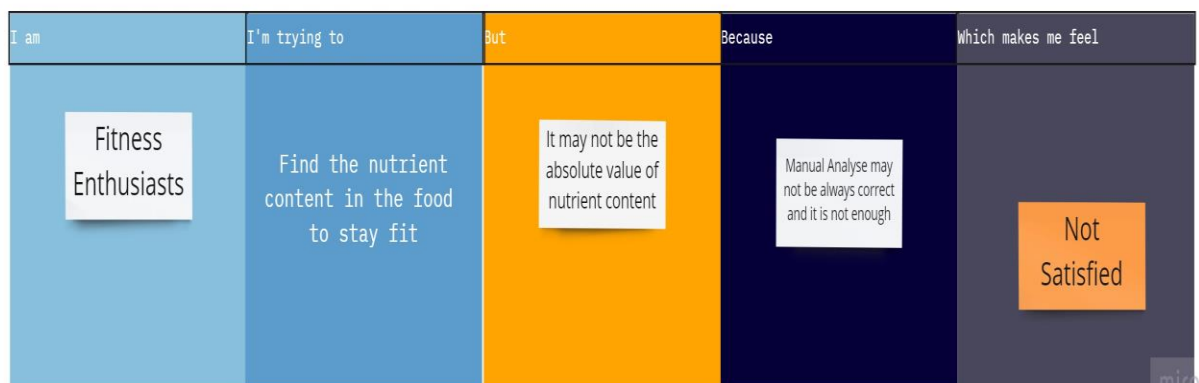 I am
I'm trying to
But
Because
Which makes me feel
Fitness
Enthusiasts
Find the nutrient
content in the food
to stay fit
It may not be the
absolute value of
nutrient content
Manual Analyse may
not be always correct
and it is not enough
Not
Satisfied
miro